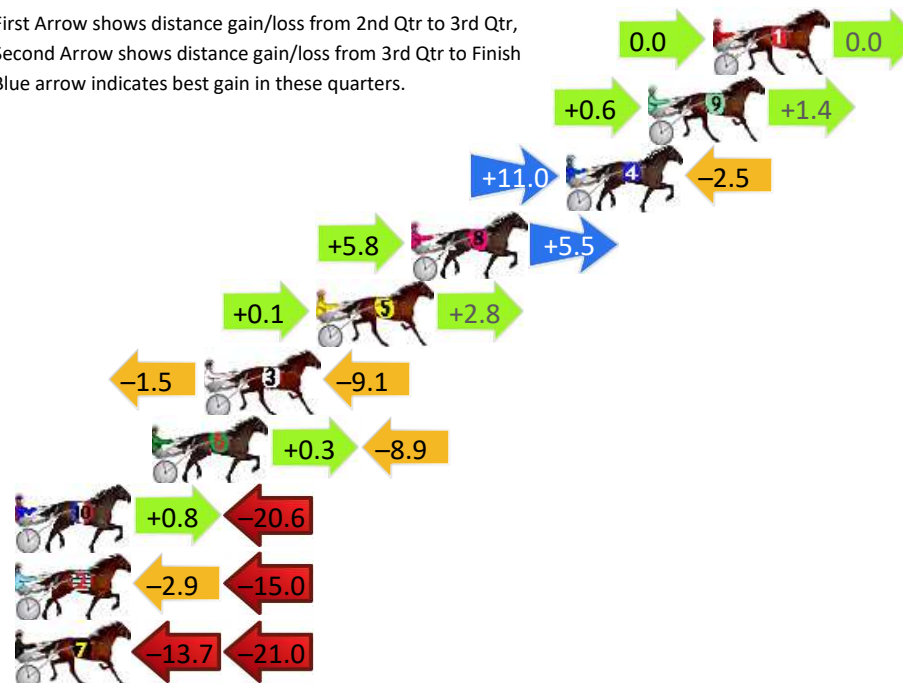 First Arrow shows distance gain/loss from 2nd Qtr to 3rd Qtr,
Second Arrow shows distance gain/loss from 3rd Qtr to Finish
Blue arrow indicates best gain in these quarters.
0.0 1 0.0
+0.6 9 +1.4
+11.0 4 −2.5
+5.8 8 +5.5
+0.1 5 +2.8
−1.5 3 −9.1
6 +0.3 −8.9
10 +0.8 −20.6
2 −2.9 −15.0
7 −13.7 −21.0